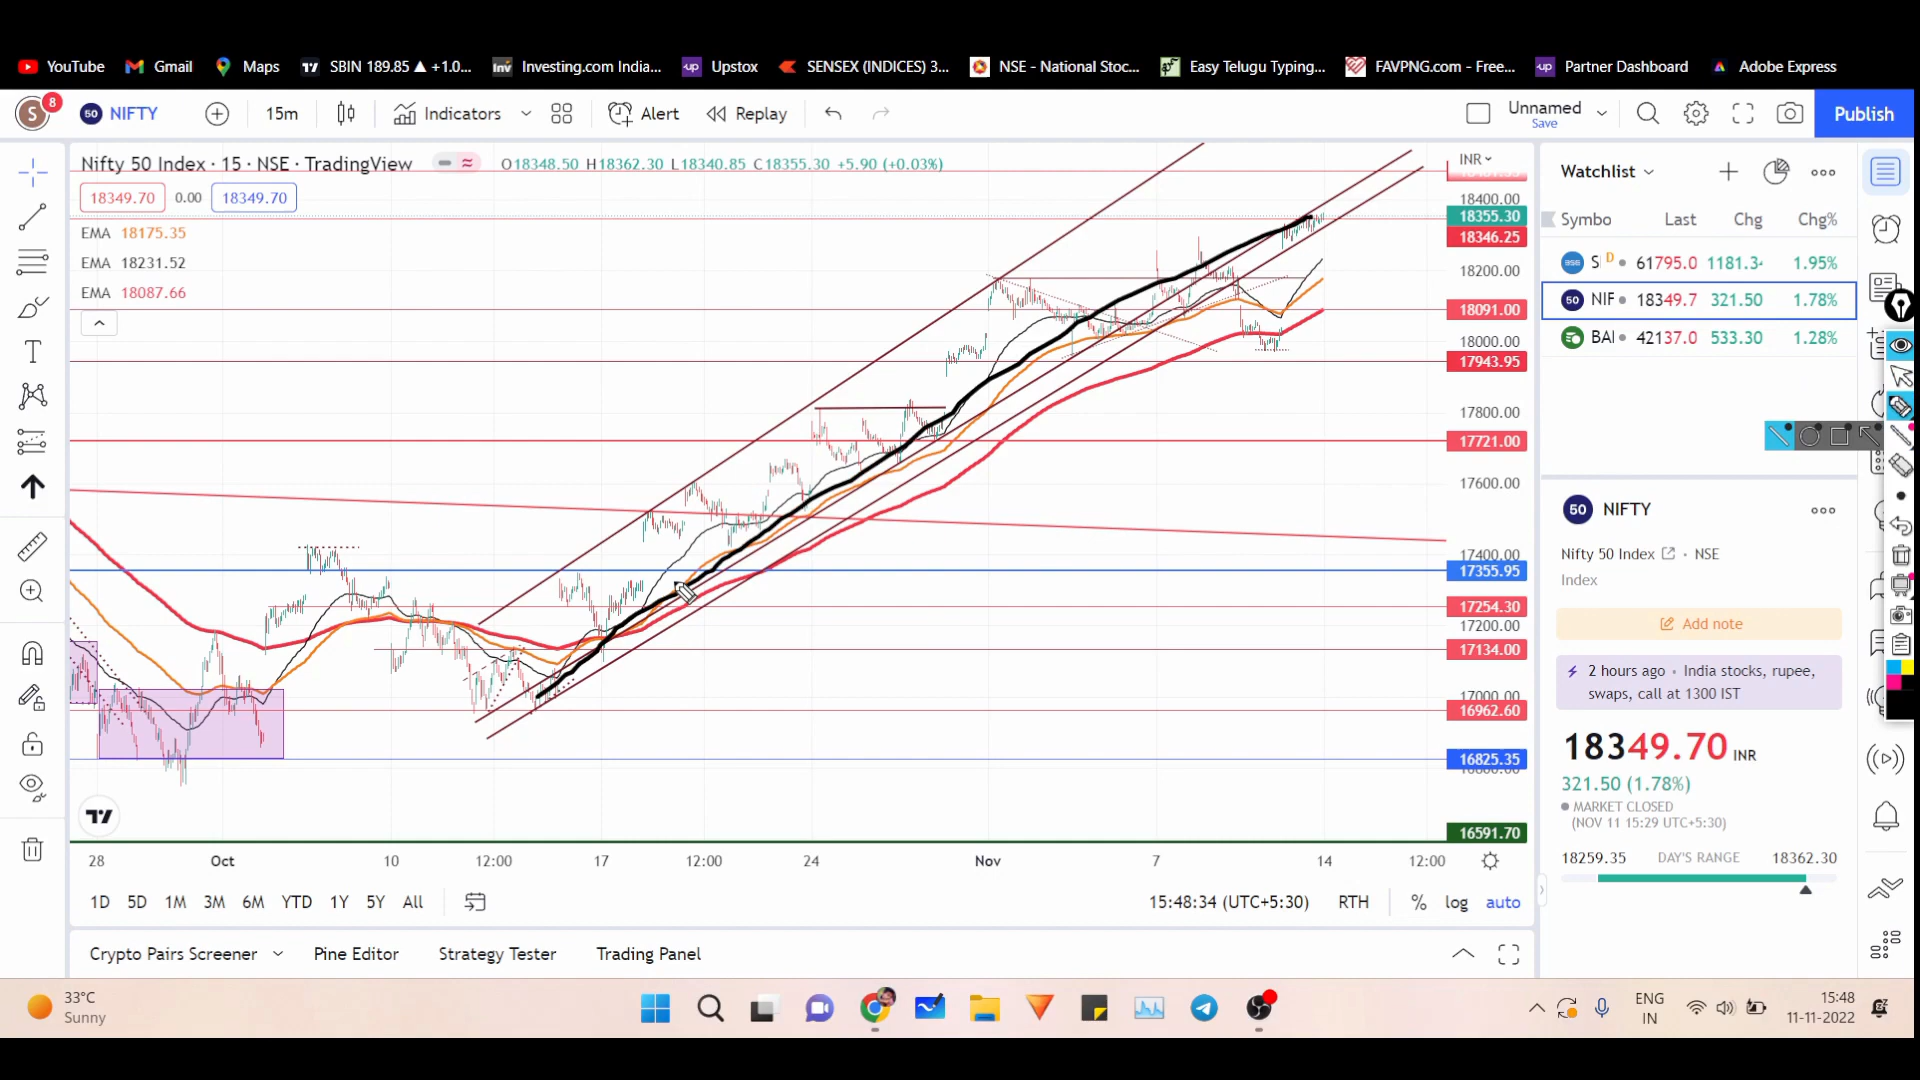 YouTube Gmail Maps SBIN 189.85 ▲ +1.0... Investing.com India... Upstox SENSEX (INDICES) 3... NSE - National Stoc... Easy Telugu Typing... FAVPNG.com - Free... Partner Dashboard Adobe Express
S 8 50 NIFTY 15m Indicators Alert Replay Unnamed Save Publish
Nifty 50 Index · 15 · NSE · TradingView O18348.50 H18362.30 L18340.85 C18355.30 +5.90 (+0.03%) INR
18349.70 0.00 18349.70
EMA 18175.35
EMA 18231.52
EMA 18087.66
18400.00
18355.30
18346.25
18200.00
18091.00
18000.00
17943.95
17800.00
17721.00
17600.00
17400.00
17355.95
17254.30
17200.00
17134.00
17000.00
16962.60
16825.35
16591.70
28 Oct 10 12:00 17 12:00 24 Nov 7 14 12:00
1D 5D 1M 3M 6M YTD 1Y 5Y All 15:48:34 (UTC+5:30) RTH % log auto
Crypto Pairs Screener Pine Editor Strategy Tester Trading Panel
Watchlist
Symbo Last Chg Chg%
S D 61795.0 1181.34 1.95%
50 NIF 18349.7 321.50 1.78%
BAI 42137.0 533.30 1.28%
50 NIFTY
Nifty 50 Index · NSE
Index
Add note
2 hours ago · India stocks, rupee,
swaps, call at 1300 IST
18349.70 INR
321.50 (1.78%)
MARKET CLOSED
(NOV 11 15:29 UTC+5:30)
18259.35 DAY'S RANGE 18362.30
33°C
Sunny
ENG
IN
15:48
11-11-2022